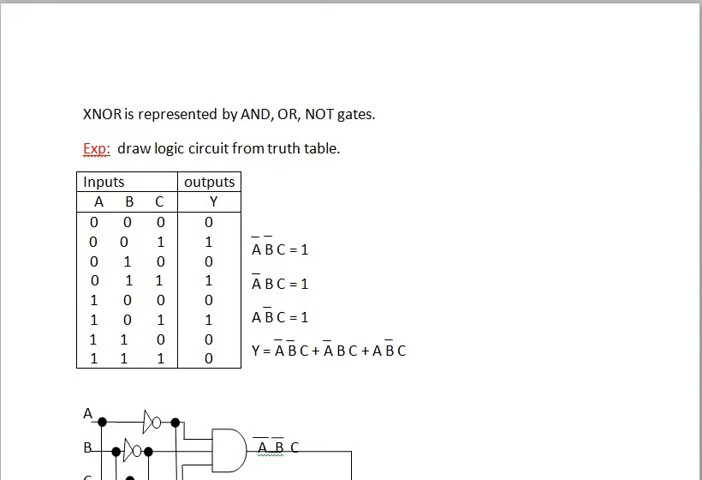 XNOR is represented by AND, OR, NOT gates.
Exp: draw logic circuit from truth table.
Inputs outputs
A B C Y
0 0 0 0
0 0 1 1
0 1 0 0
0 1 1 1
1 0 0 0
1 0 1 1
1 1 0 0
1 1 1 0
A̅ B̅ C = 1
A̅ B C = 1
A B̅ C = 1
Y = A̅ B̅ C + A̅ B C + A B̅ C
A
B
A̅ B̅ C